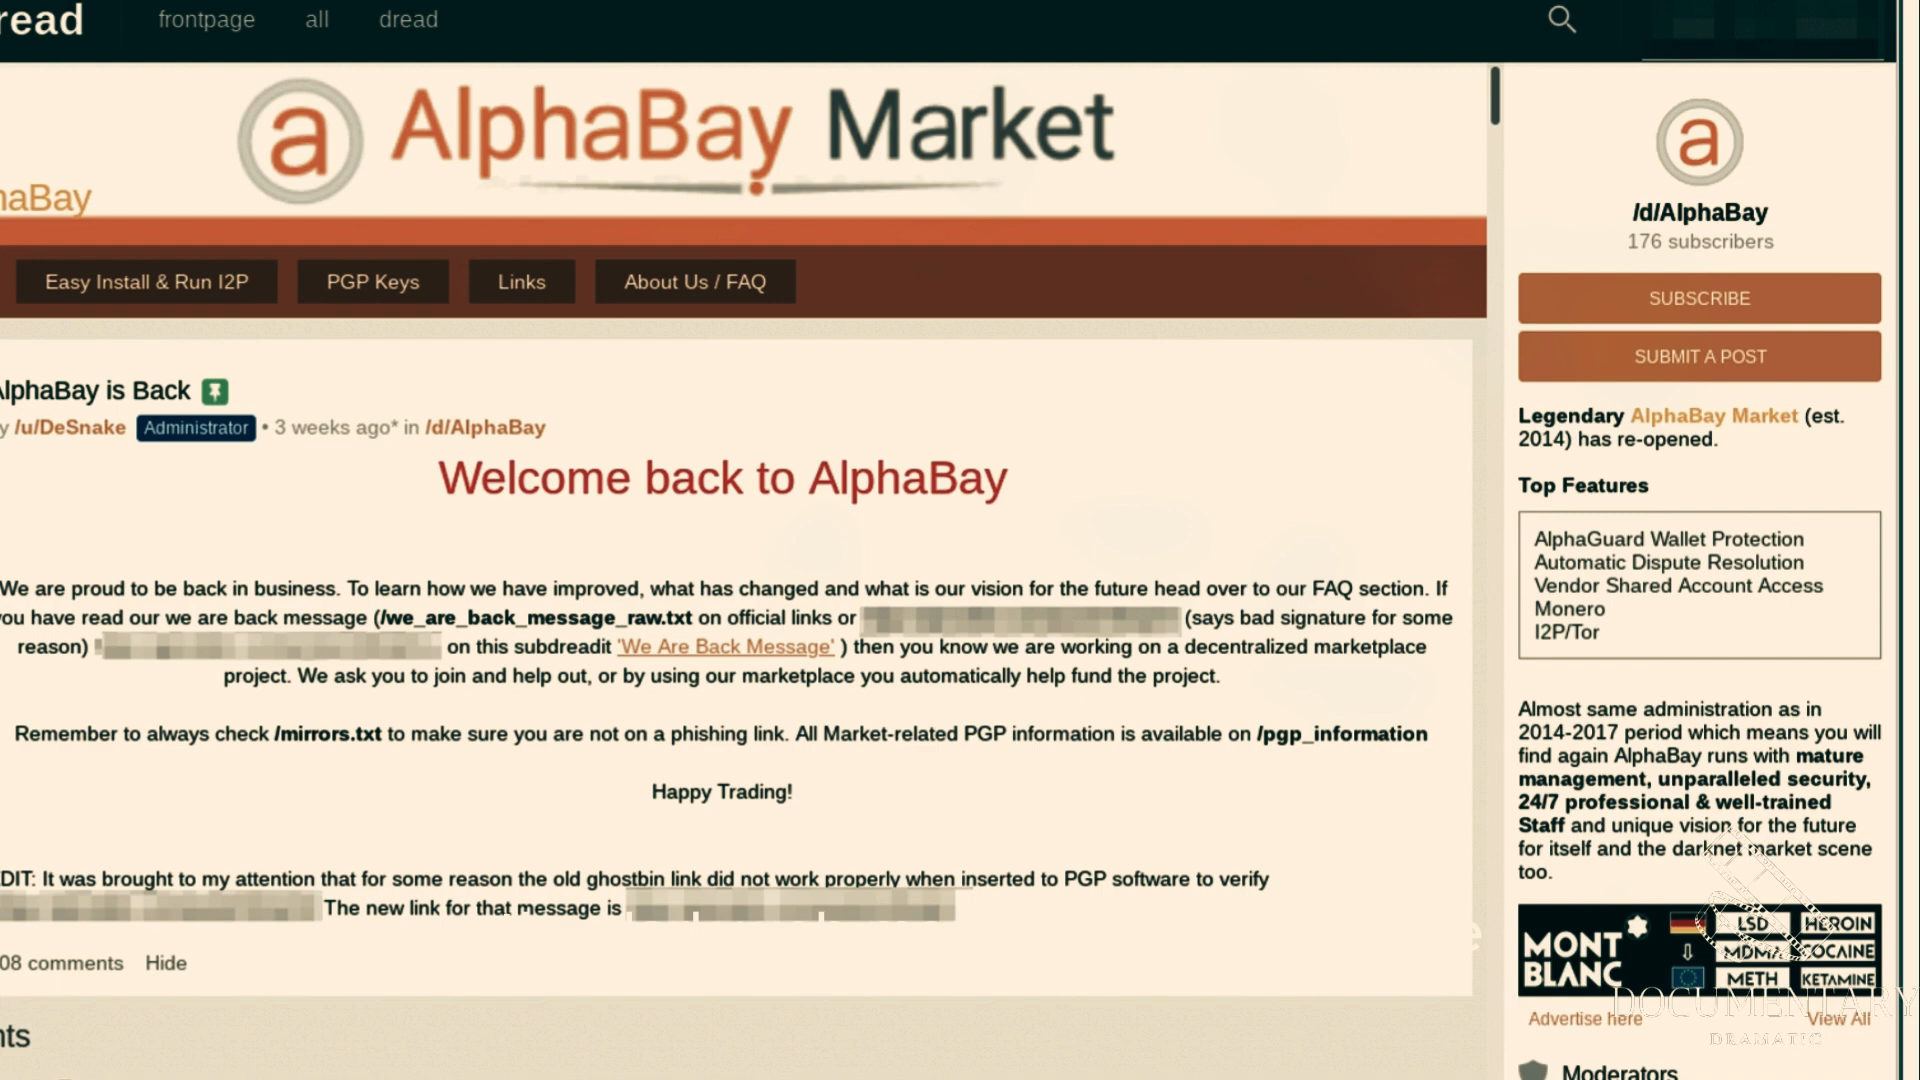 read frontpage all dread
a AlphaBay Market
haBay
Easy Install & Run I2P PGP Keys Links About Us / FAQ
AlphaBay is Back
y /u/DeSnake Administrator • 3 weeks ago* in /d/AlphaBay
Welcome back to AlphaBay
We are proud to be back in business. To learn how we have improved, what has changed and what is our vision for the future head over to our FAQ section. If
you have read our we are back message (/we_are_back_message_raw.txt on official links or (says bad signature for some
reason) on this subdreadit 'We Are Back Message' ) then you know we are working on a decentralized marketplace
project. We ask you to join and help out, or by using our marketplace you automatically help fund the project.
Remember to always check /mirrors.txt to make sure you are not on a phishing link. All Market-related PGP information is available on /pgp_information
Happy Trading!
EDIT: It was brought to my attention that for some reason the old ghostbin link did not work properly when inserted to PGP software to verify
The new link for that message is
08 comments Hide
nts
a
/d/AlphaBay
176 subscribers
SUBSCRIBE
SUBMIT A POST
Legendary AlphaBay Market (est.
2014) has re-opened.
Top Features
AlphaGuard Wallet Protection
Automatic Dispute Resolution
Vendor Shared Account Access
Monero
I2P/Tor
Almost same administration as in
2014-2017 period which means you will
find again AlphaBay runs with mature
management, unparalleled security,
24/7 professional & well-trained
Staff and unique vision for the future
for itself and the darknet market scene
too.
MONT BLANC
LSD HEROIN
MDMA COCAINE
METH KETAMINE
Advertise here View All
DOCUMENTARY
DRAMATIC
Moderators